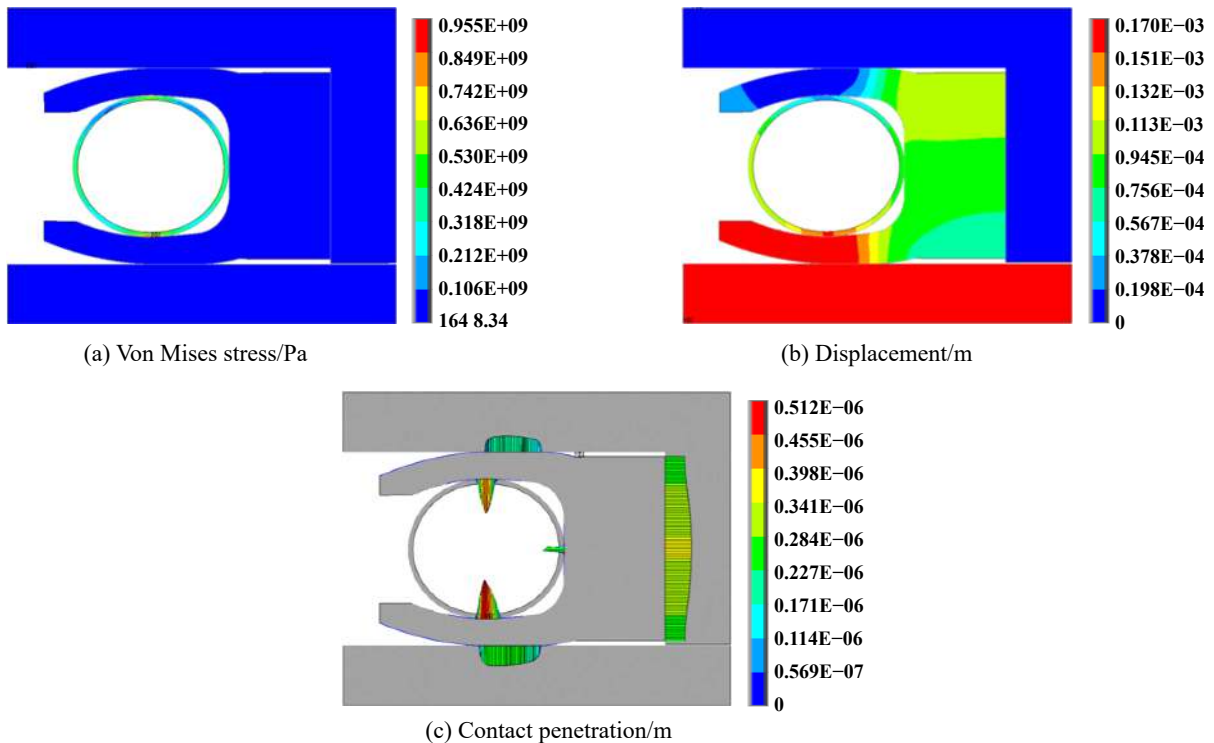 0.955E+09
0.849E+09
0.742E+09
0.636E+09
0.530E+09
0.424E+09
0.318E+09
0.212E+09
0.106E+09
164 8.34
(a) Von Mises stress/Pa
0.170E−03
0.151E−03
0.132E−03
0.113E−03
0.945E−04
0.756E−04
0.567E−04
0.378E−04
0.198E−04
0
(b) Displacement/m
0.512E−06
0.455E−06
0.398E−06
0.341E−06
0.284E−06
0.227E−06
0.171E−06
0.114E−06
0.569E−07
0
(c) Contact penetration/m